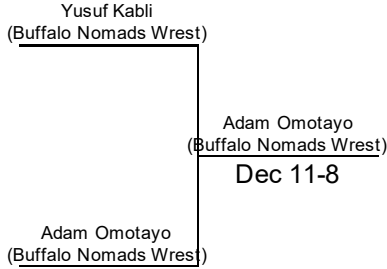 Yusuf Kabli
(Buffalo Nomads Wrest)
Adam Omotayo
(Buffalo Nomads Wrest)
Dec 11-8
Adam Omotayo
(Buffalo Nomads Wrest)